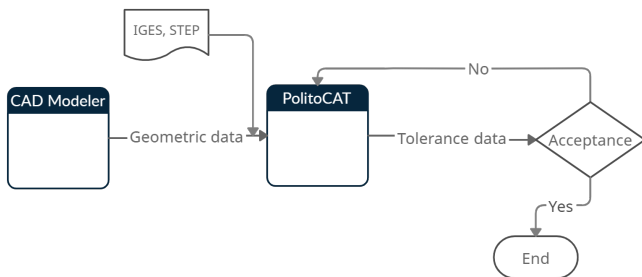 IGES, STEP
No
CAD Modeler
PolitoCAT
Geometric data
Tolerance data
Acceptance
Yes
End